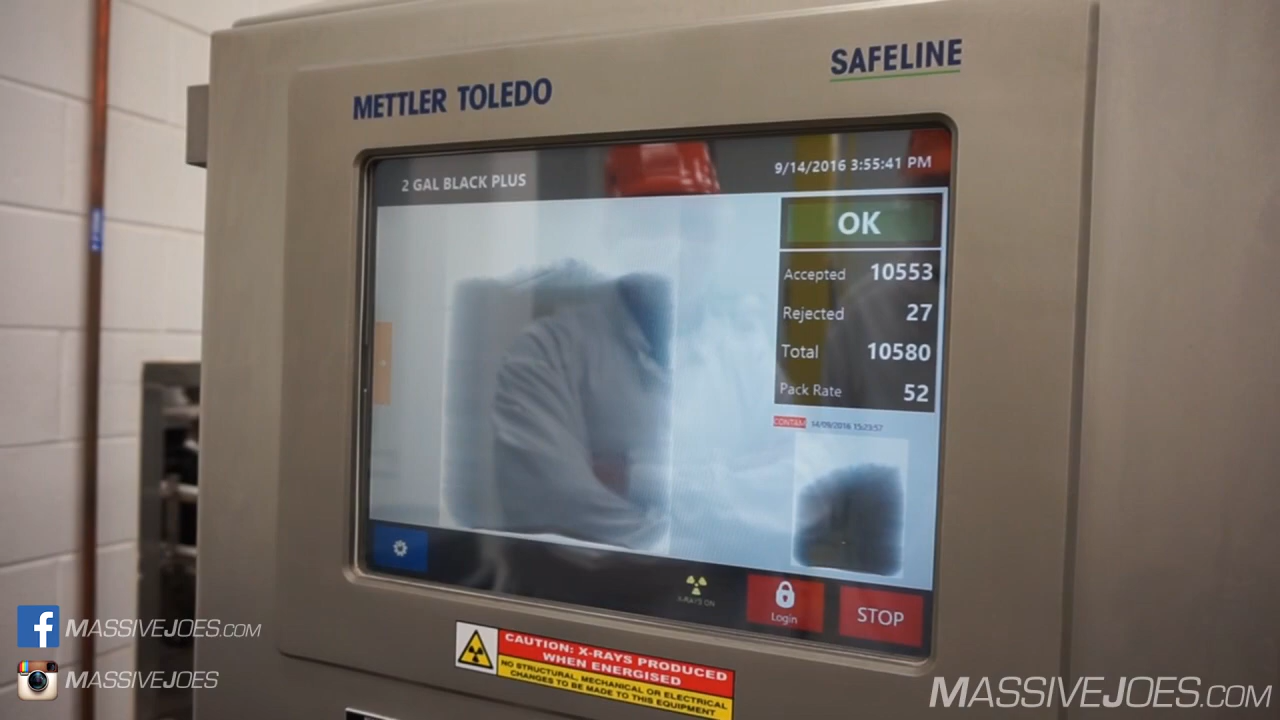 METTLER TOLEDO
SAFELINE
2 GAL BLACK PLUS
9/14/2016 3:55:41 PM
OK
Accepted 10553
Rejected 27
Total 10580
Pack Rate 52
CONTAM 14/09/2016 15:23:57
X-RAYS ON
Login
STOP
CAUTION: X-RAYS PRODUCED
WHEN ENERGISED
NO STRUCTURAL, MECHANICAL OR ELECTRICAL
CHANGES TO BE MADE TO THIS EQUIPMENT
f MASSIVEJOES.COM
MASSIVEJOES
MASSIVEJOES.COM